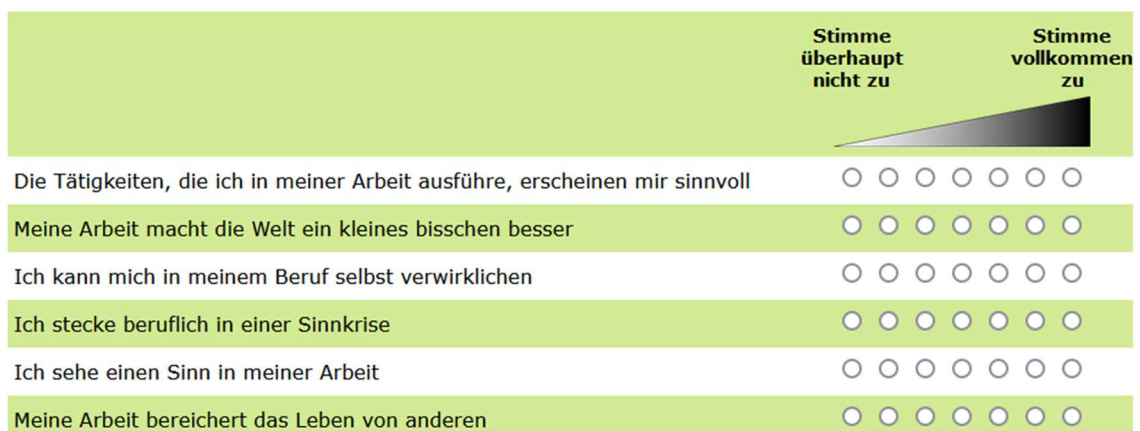 Stimme
überhaupt
nicht zu
Stimme
vollkommen
zu
Die Tätigkeiten, die ich in meiner Arbeit ausführe, erscheinen mir sinnvoll
Meine Arbeit macht die Welt ein kleines bisschen besser
Ich kann mich in meinem Beruf selbst verwirklichen
Ich stecke beruflich in einer Sinnkrise
Ich sehe einen Sinn in meiner Arbeit
Meine Arbeit bereichert das Leben von anderen